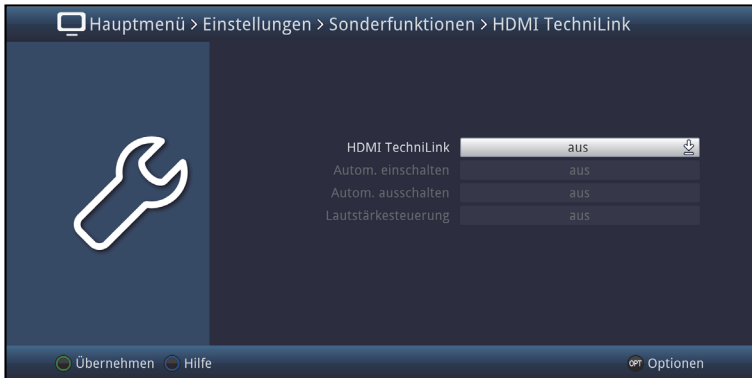 Hauptmenü > Einstellungen > Sonderfunktionen > HDMI TechniLink
HDMI TechniLink aus
Autom. einschalten aus
Autom. ausschalten aus
Lautstärkesteuerung aus
Übernehmen Hilfe OPT Optionen